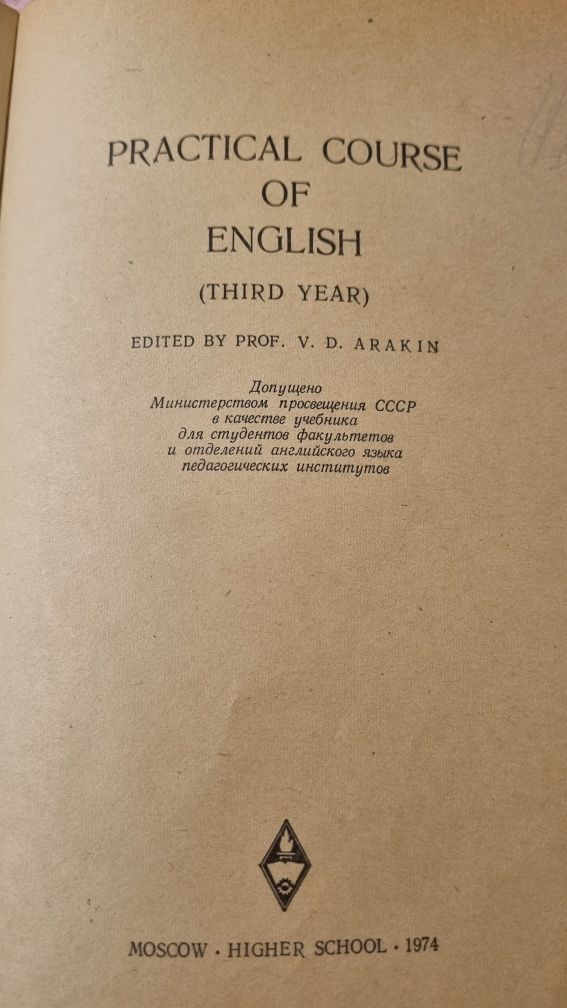 PRACTICAL COURSE
OF
ENGLISH
(THIRD YEAR)
EDITED BY PROF. V. D. ARAKIN
Допущено
Министерством просвещения СССР
в качестве учебника
для студентов факультетов
и отделений английского языка
педагогических институтов
MOSCOW • HIGHER SCHOOL • 1974